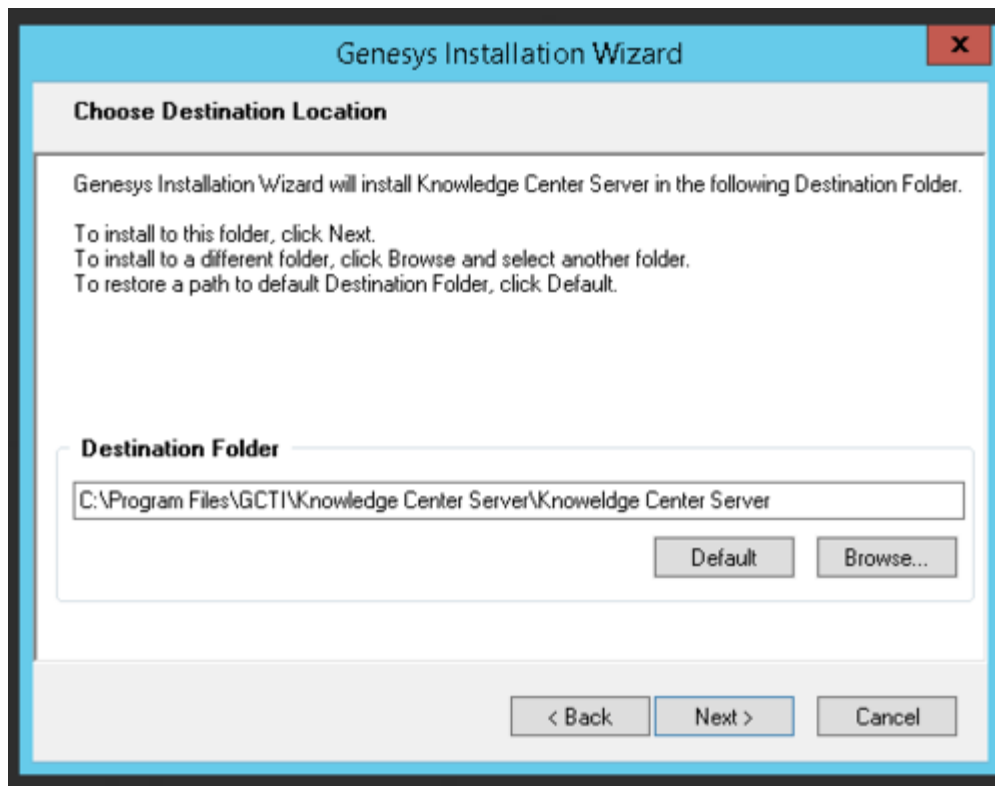 Genesys Installation Wizard
x
Choose Destination Location
Genesys Installation Wizard will install Knowledge Center Server in the following Destination Folder.
To install to this folder, click Next.
To install to a different folder, click Browse and select another folder.
To restore a path to default Destination Folder, click Default.
Destination Folder
C:\Program Files\GCTI\Knowledge Center Server\Knoweldge Center Server
Default Browse...
< Back Next > Cancel